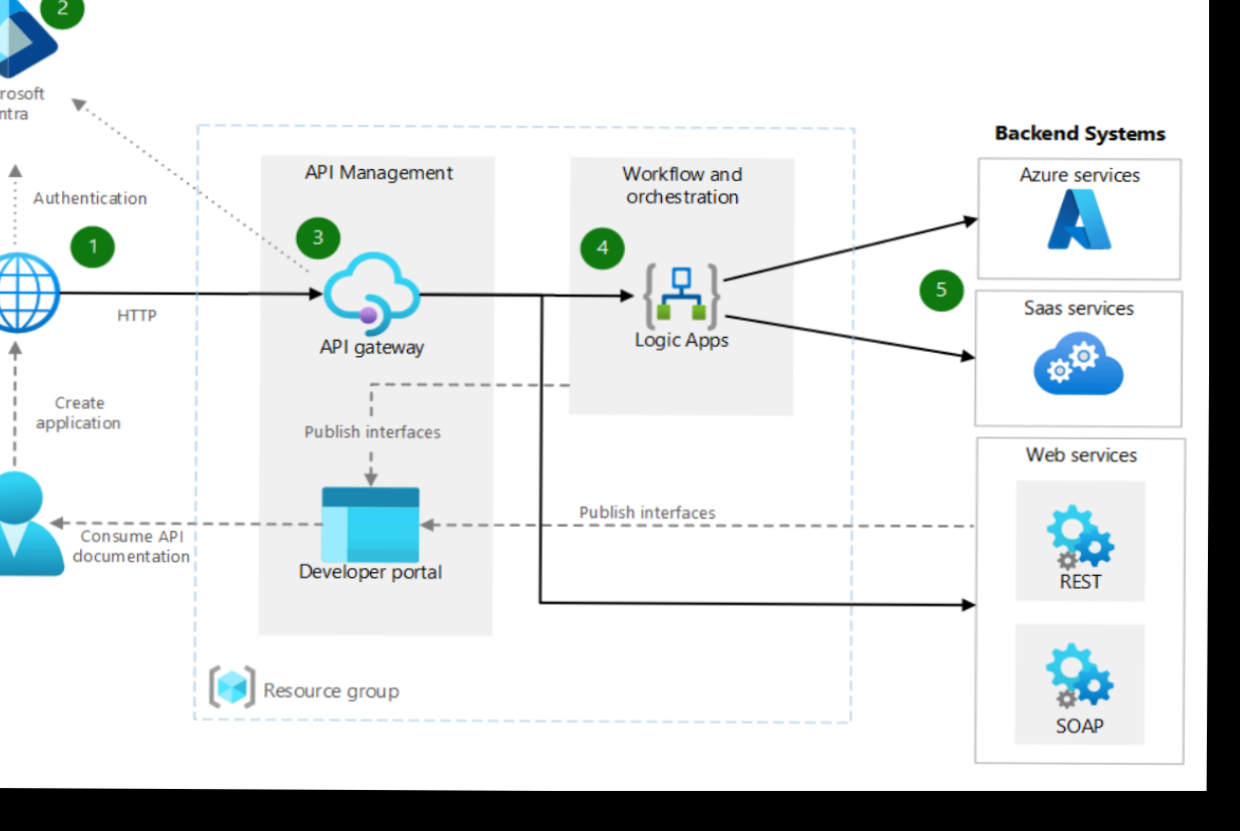 2
rosoft
ntra
Authentication
1
HTTP
Create
application
Consume API
documentation
API Management
3
API gateway
Publish interfaces
Developer portal
Resource group
Workflow and
orchestration
4
Logic Apps
Publish interfaces
5
Backend Systems
Azure services
Saas services
Web services
REST
SOAP